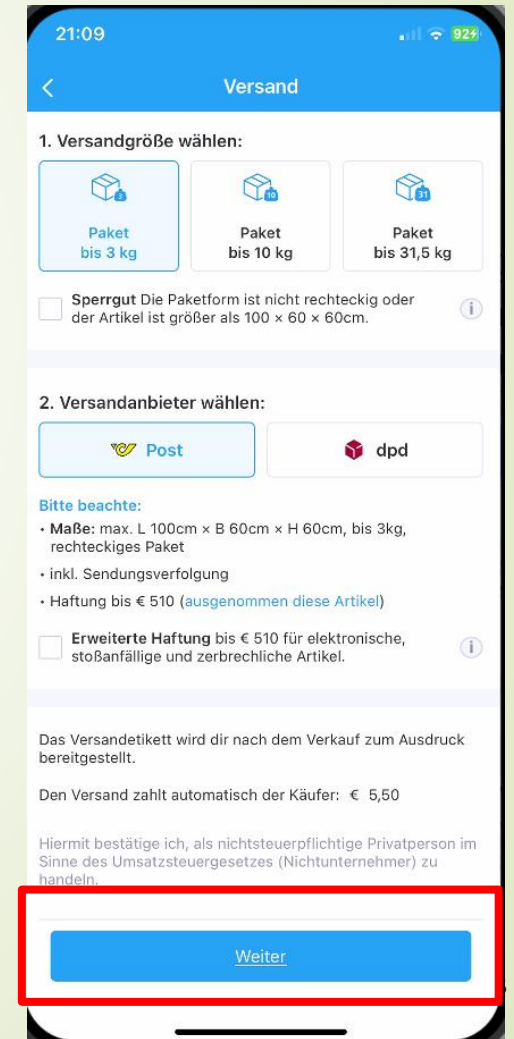 21:09
92
Versand
1. Versandgröße wählen:
3
10
31
Paket
bis 3 kg
Paket
bis 10 kg
Paket
bis 31,5 kg
Sperrgut Die Paketform ist nicht rechteckig oder
der Artikel ist größer als 100 × 60 × 60cm.
i
2. Versandanbieter wählen:
Post
dpd
Bitte beachte:
• Maße: max. L 100cm × B 60cm × H 60cm, bis 3kg,
rechteckiges Paket
• inkl. Sendungsverfolgung
• Haftung bis € 510 (ausgenommen diese Artikel)
Erweiterte Haftung bis € 510 für elektronische,
stoßanfällige und zerbrechliche Artikel.
i
Das Versandetikett wird dir nach dem Verkauf zum Ausdruck
bereitgestellt.
Den Versand zahlt automatisch der Käufer: € 5,50
Hiermit bestätige ich, als nichtsteuerpflichtige Privatperson im
Sinne des Umsatzsteuergesetzes (Nichtunternehmer) zu
handeln.
Weiter